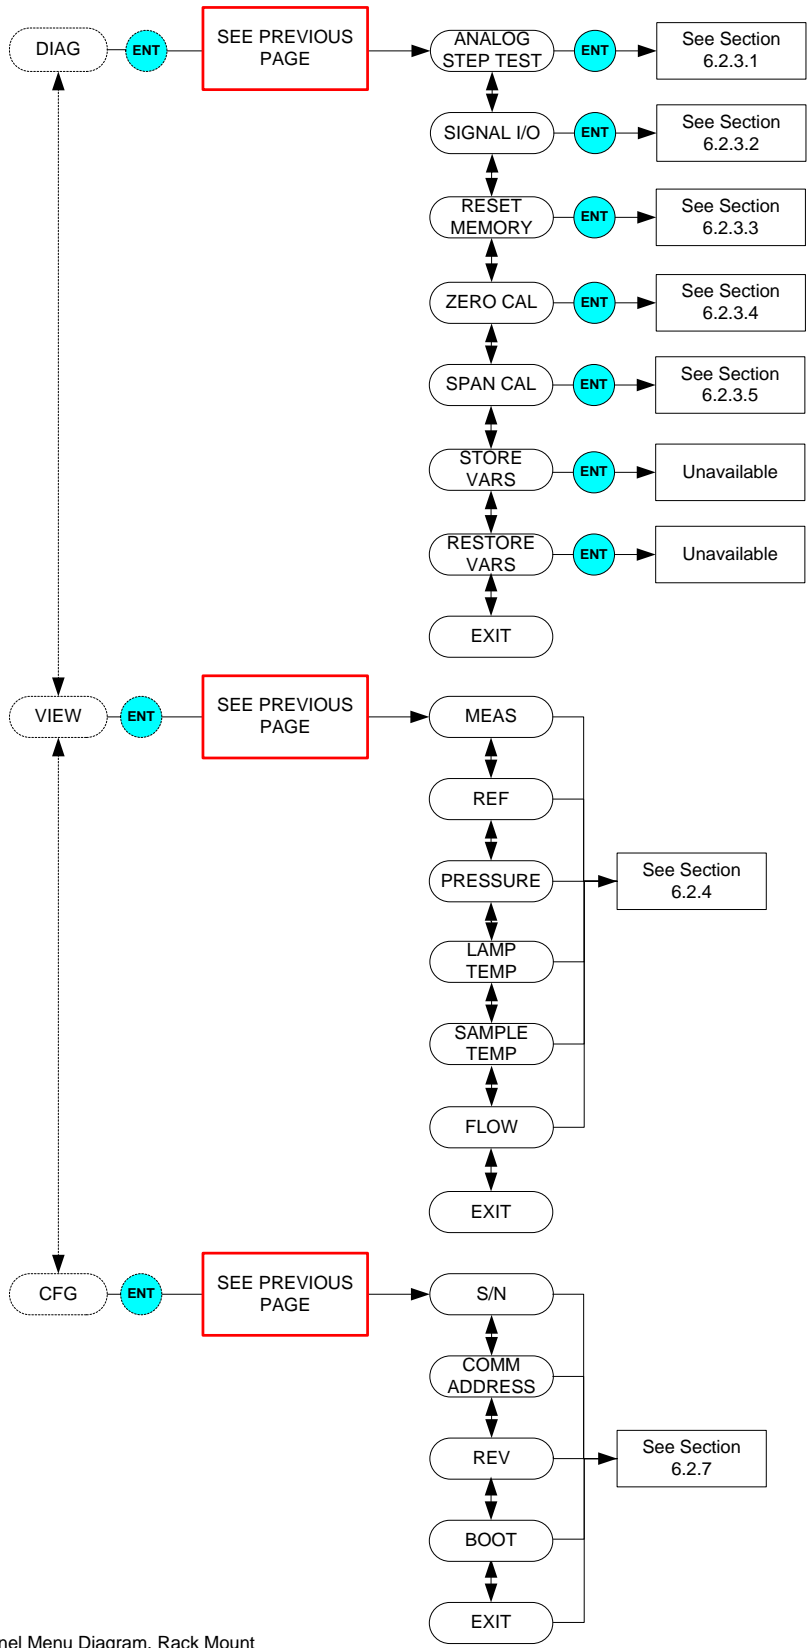 DIAG
ENT
SEE PREVIOUS
PAGE
ANALOG
STEP TEST
ENT
See Section
6.2.3.1
SIGNAL I/O
ENT
See Section
6.2.3.2
RESET
MEMORY
ENT
See Section
6.2.3.3
ZERO CAL
ENT
See Section
6.2.3.4
SPAN CAL
ENT
See Section
6.2.3.5
STORE
VARS
ENT
Unavailable
RESTORE
VARS
ENT
Unavailable
EXIT
VIEW
ENT
SEE PREVIOUS
PAGE
MEAS
REF
PRESSURE
See Section
6.2.4
LAMP
TEMP
SAMPLE
TEMP
FLOW
EXIT
CFG
ENT
SEE PREVIOUS
PAGE
S/N
COMM
ADDRESS
REV
See Section
6.2.7
BOOT
EXIT
nel Menu Diagram, Rack Mount